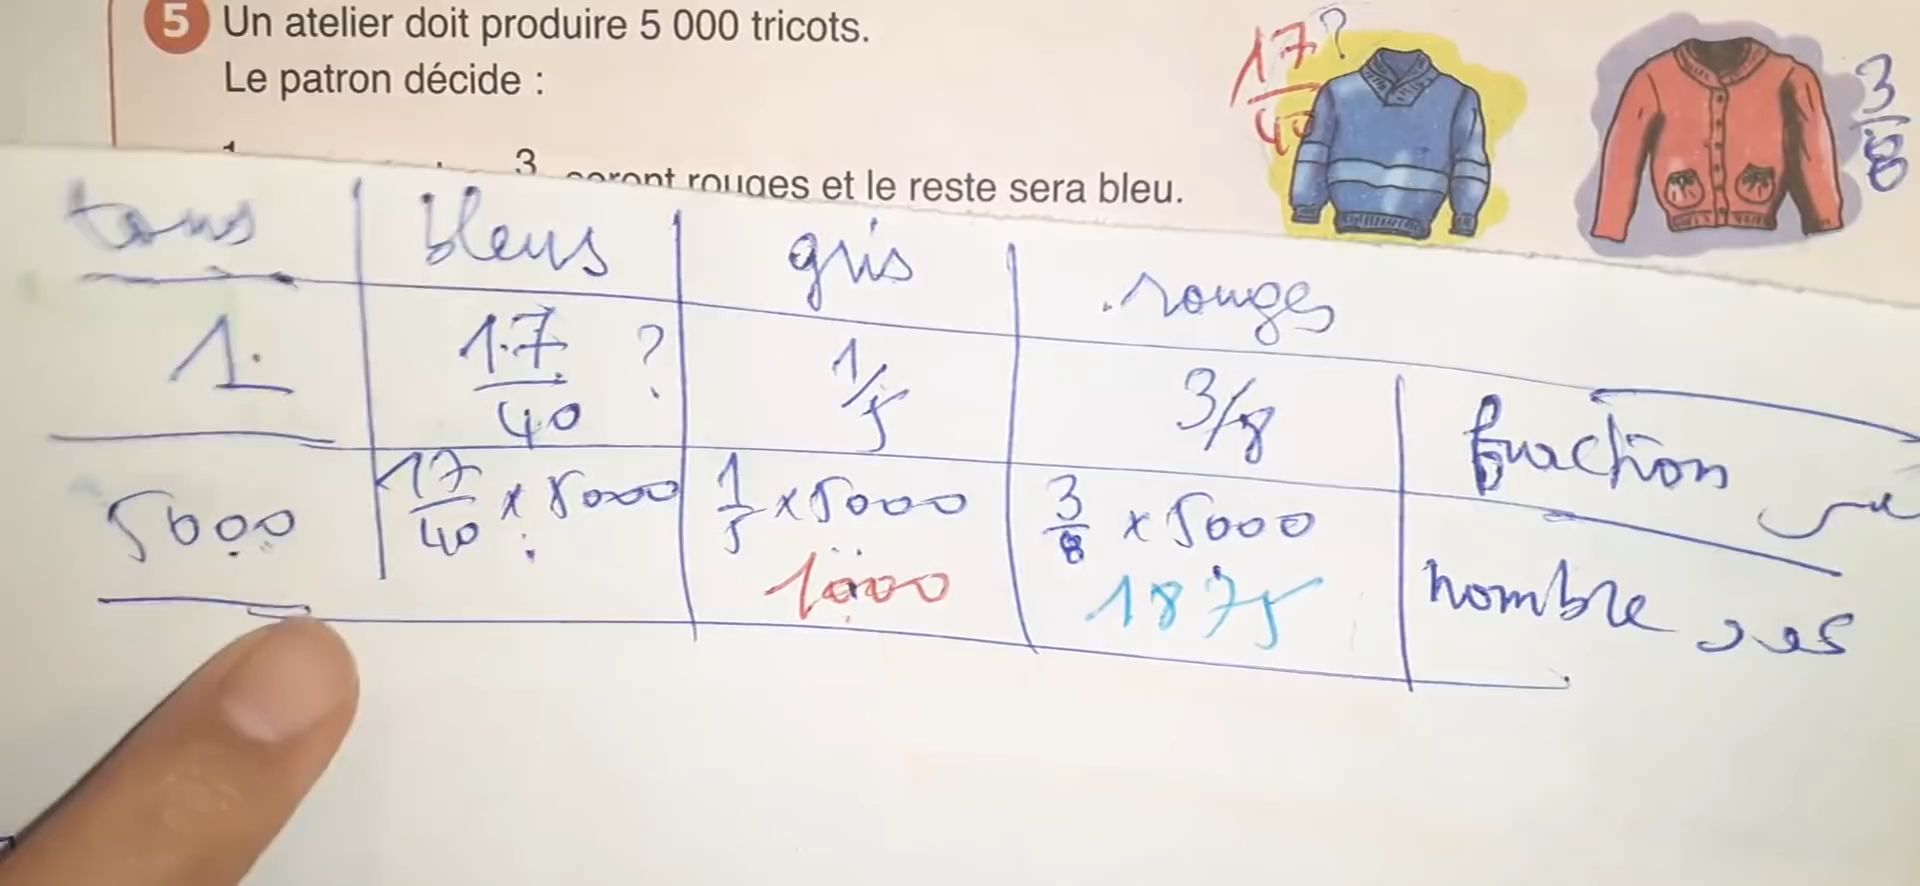 5 Un atelier doit produire 5 000 tricots.
Le patron décide :
17/40 ?
3/8
3 seront rouges et le reste sera bleu.
tous bleus gris rouges
1 17/40 ? 1/5 3/8 fraction
5000 17/40 x 5000 1/5 x 5000 3/8 x 5000 nombre
1000 1875